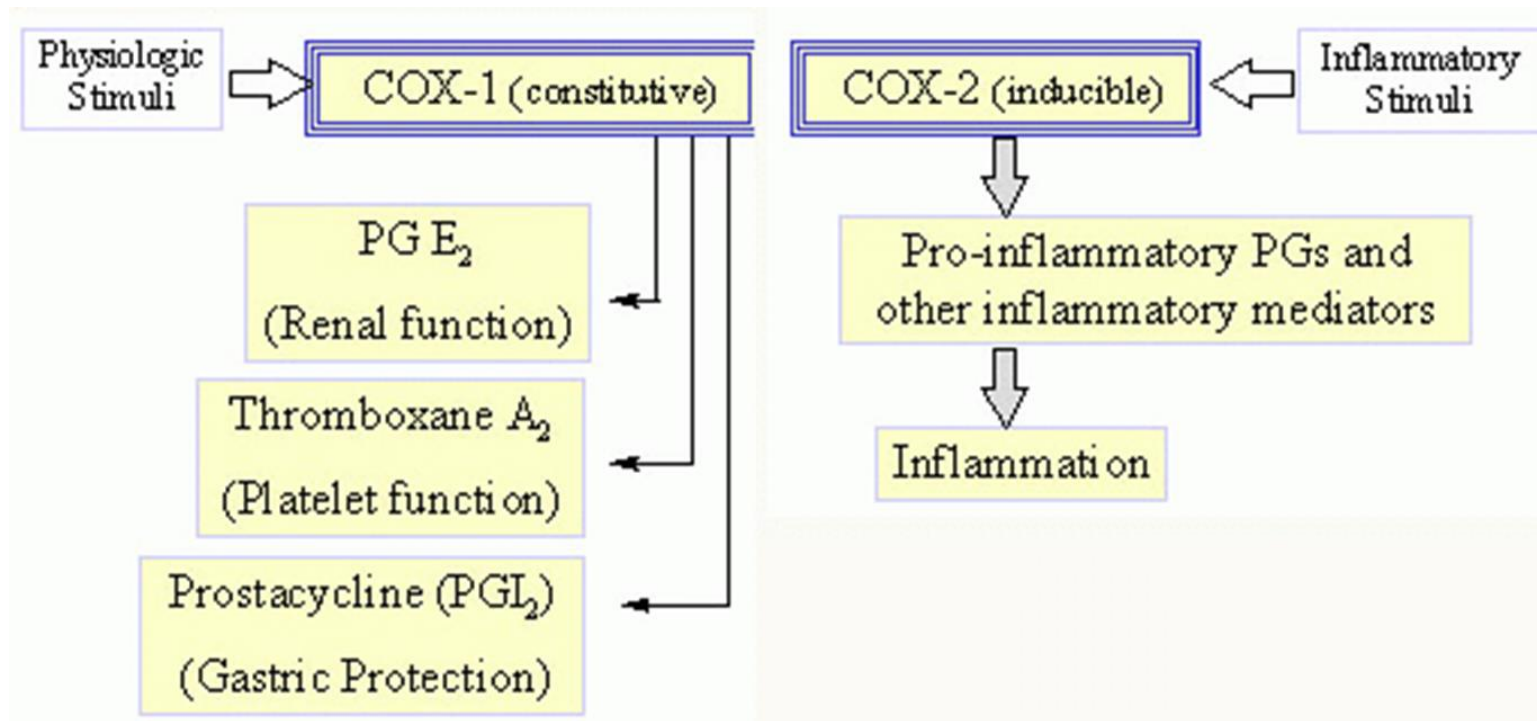 Physiologic
Stimuli
COX-1 (constitutive)
COX-2 (inducible)
Inflammatory
Stimuli
PG E₂
(Renal function)
Thromboxane A₂
(Platelet function)
Prostacycline (PGI₂)
(Gastric Protection)
Pro-inflammatory PGs and
other inflammatory mediators
Inflammation